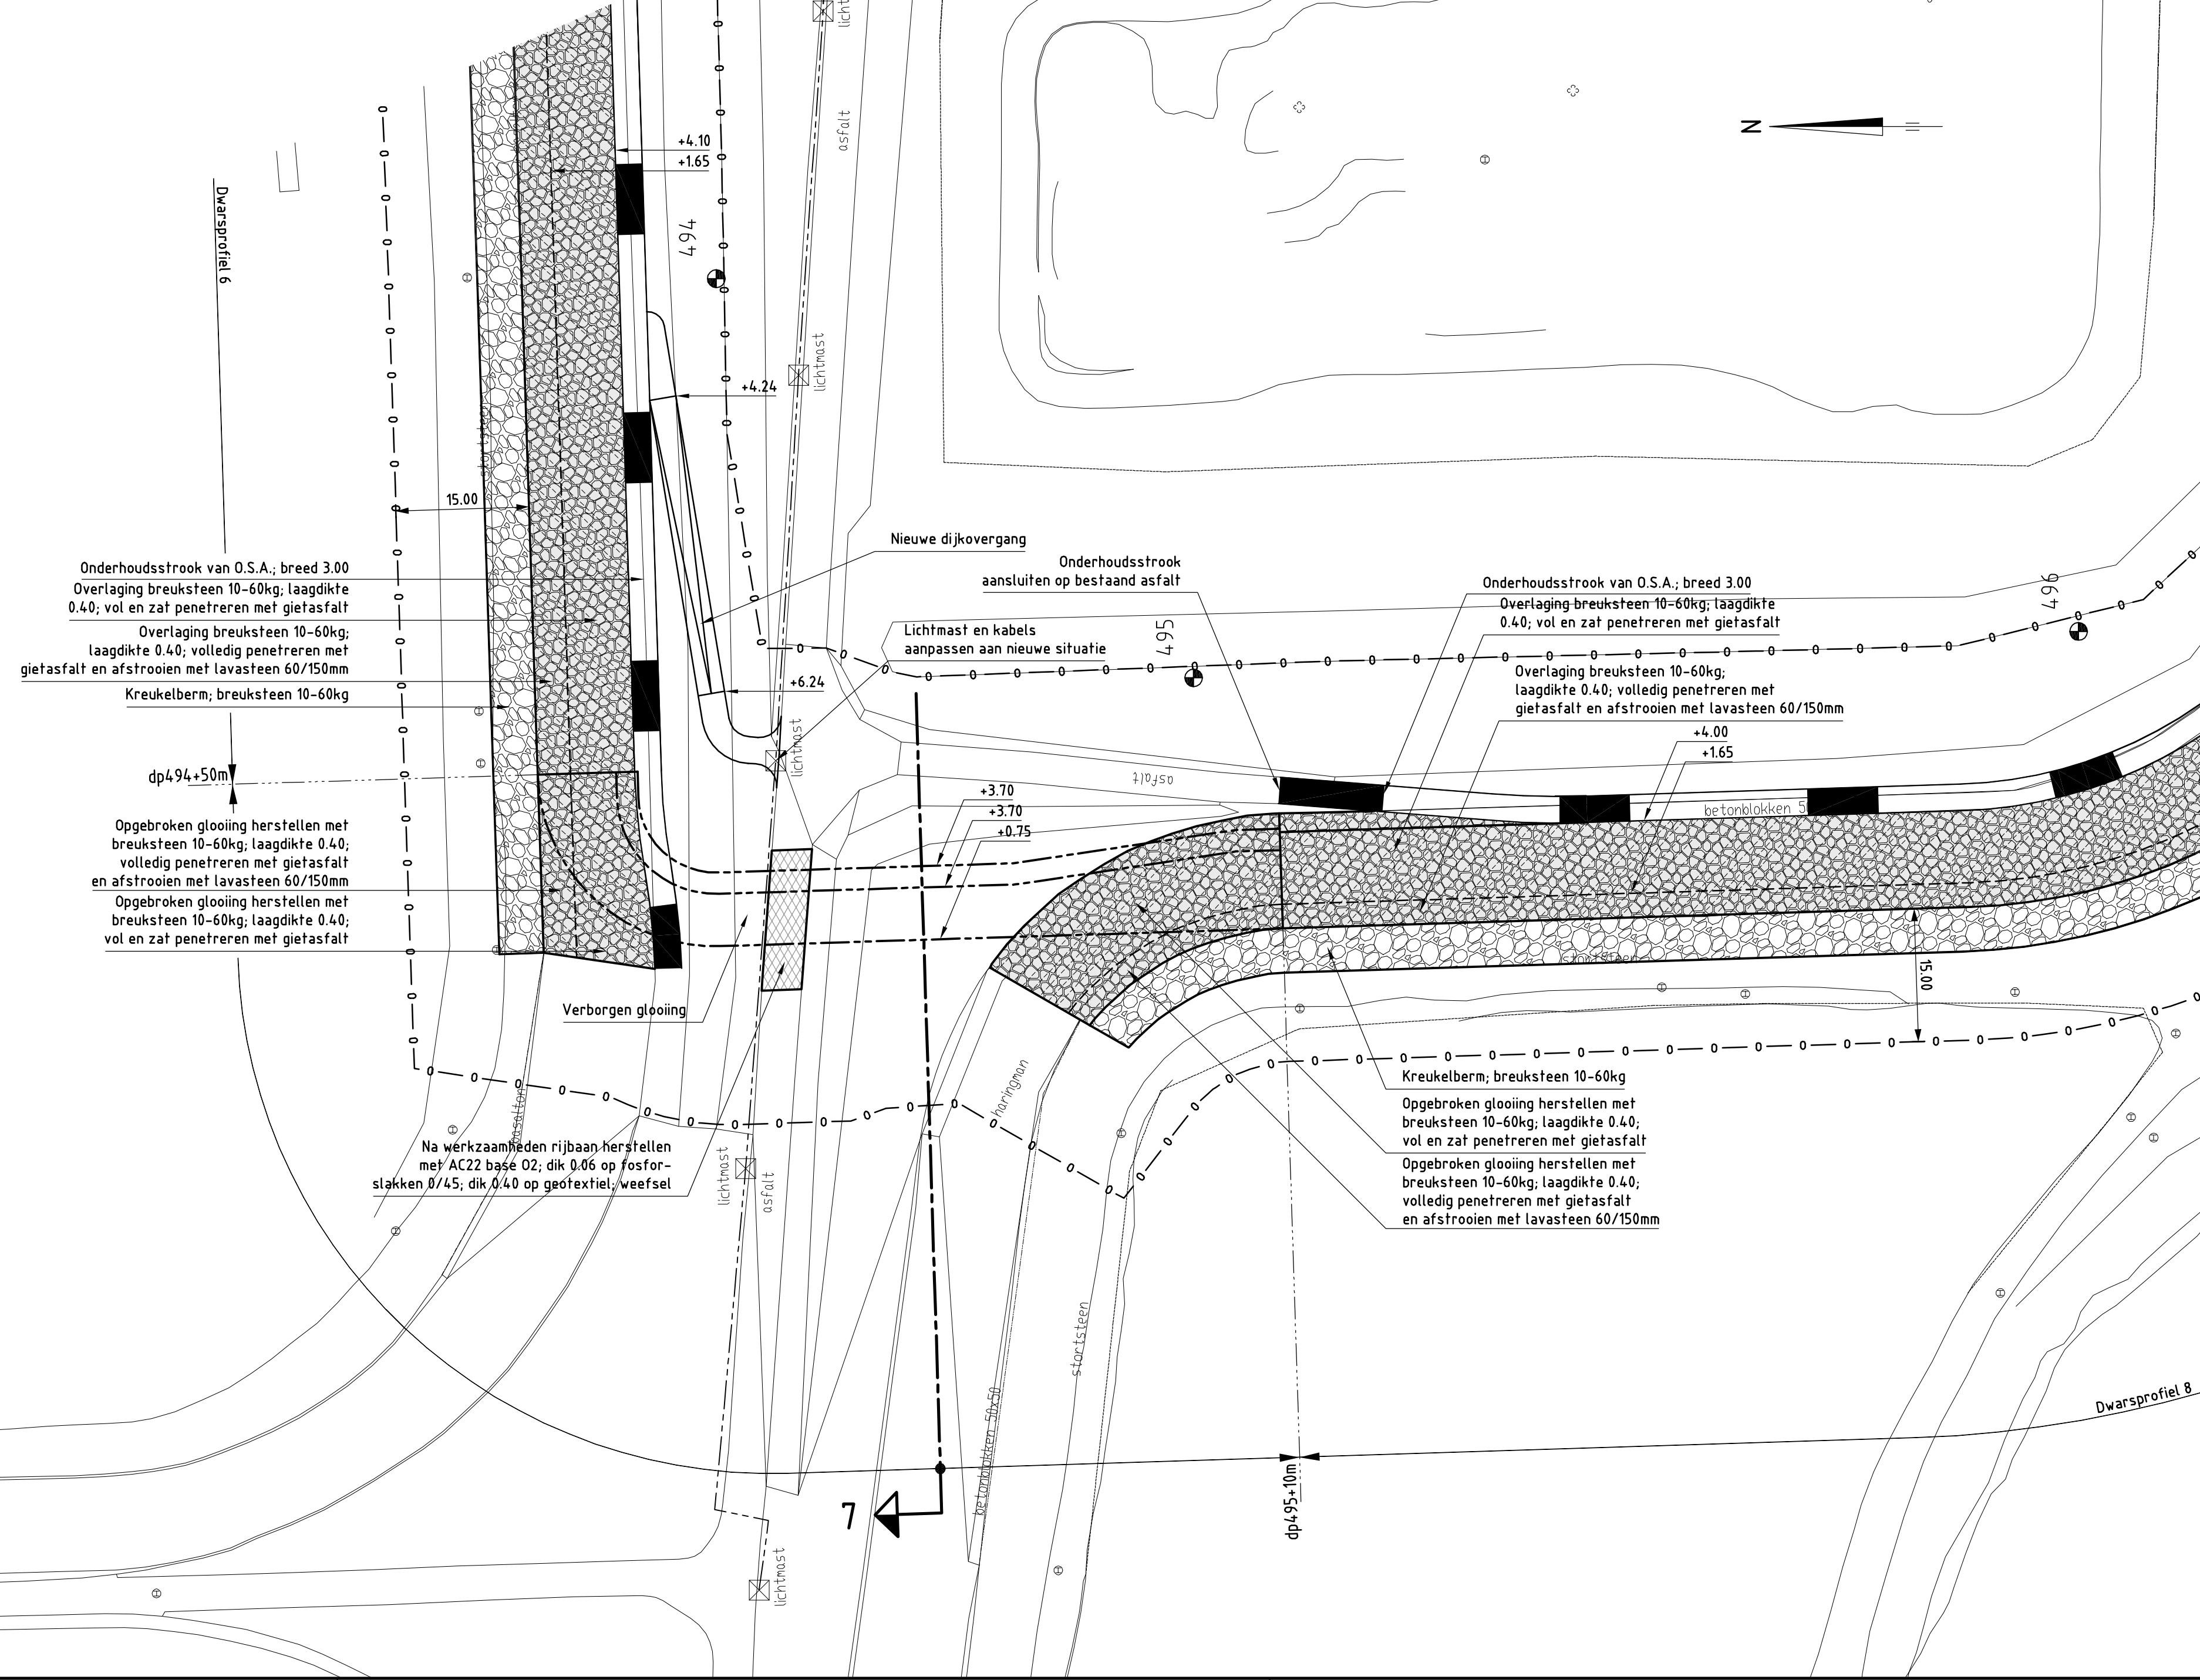 licht
asfalt
N
+4.10
+1.65
494
Dwarsprofiel 6
lichtmast
+4.24
15.00
Nieuwe dijkovergang
Onderhoudsstrook
aansluiten op bestaand asfalt
Onderhoudsstrook van O.S.A.; breed 3.00
Overlaging breuksteen 10-60kg; laagdikte
0.40; vol en zat penetreren met gietasfalt
Overlaging breuksteen 10-60kg;
laagdikte 0.40; volledig penetreren met
gietasfalt en afstrooien met lavasteen 60/150mm
Kreukelberm; breuksteen 10-60kg
Onderhoudsstrook van O.S.A.; breed 3.00
Overlaging breuksteen 10-60kg; laagdikte
0.40; vol en zat penetreren met gietasfalt
Overlaging breuksteen 10-60kg;
laagdikte 0.40; volledig penetreren met
gietasfalt en afstrooien met lavasteen 60/150mm
496
495
Lichtmast en kabels
aanpassen aan nieuwe situatie
+6.24
+4.00
+1.65
lichtmast
dp494+50m
asfalt
+3.70
+3.70
+0.75
betonblokken 5
Opgebroken glooiing herstellen met
breuksteen 10-60kg; laagdikte 0.40;
volledig penetreren met gietasfalt
en afstrooien met lavasteen 60/150mm
Opgebroken glooiing herstellen met
breuksteen 10-60kg; laagdikte 0.40;
vol en zat penetreren met gietasfalt
stortsteen
15.00
Verborgen glooiing
haringman
Kreukelberm; breuksteen 10-60kg
Opgebroken glooiing herstellen met
breuksteen 10-60kg; laagdikte 0.40;
vol en zat penetreren met gietasfalt
Opgebroken glooiing herstellen met
breuksteen 10-60kg; laagdikte 0.40;
volledig penetreren met gietasfalt
en afstrooien met lavasteen 60/150mm
basalton
Na werkzaamheden rijbaan herstellen
met AC22 base O2; dik 0.06 op fosfor-
slakken 0/45; dik 0.40 op geotextiel; weefsel
lichtmast
asfalt
stortsteen
betonblokken 50x50
Dwarsprofiel 8
dp495+10m
7
lichtmast